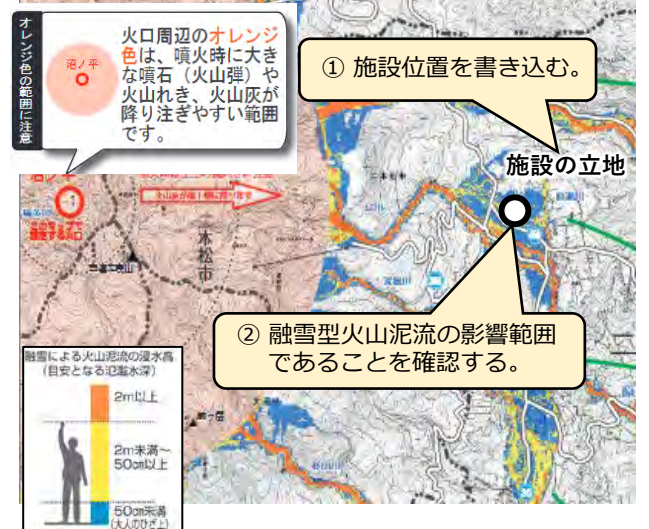 オレンジ色の範囲に注意
沼ノ平
火口周辺のオレンジ
色は、噴火時に大き
な噴石（火山弾）や
火山れき、火山灰が
降り注ぎやすい範囲
です。
① 施設位置を書き込む。
施設の立地
二本松市
② 融雪型火山泥流の影響範囲
であることを確認する。
融雪による火山泥流の浸水高
（目安となる氾濫水深）
2m以上
2m未満～
50㎝以上
50㎝未満
（大人のひざ上）